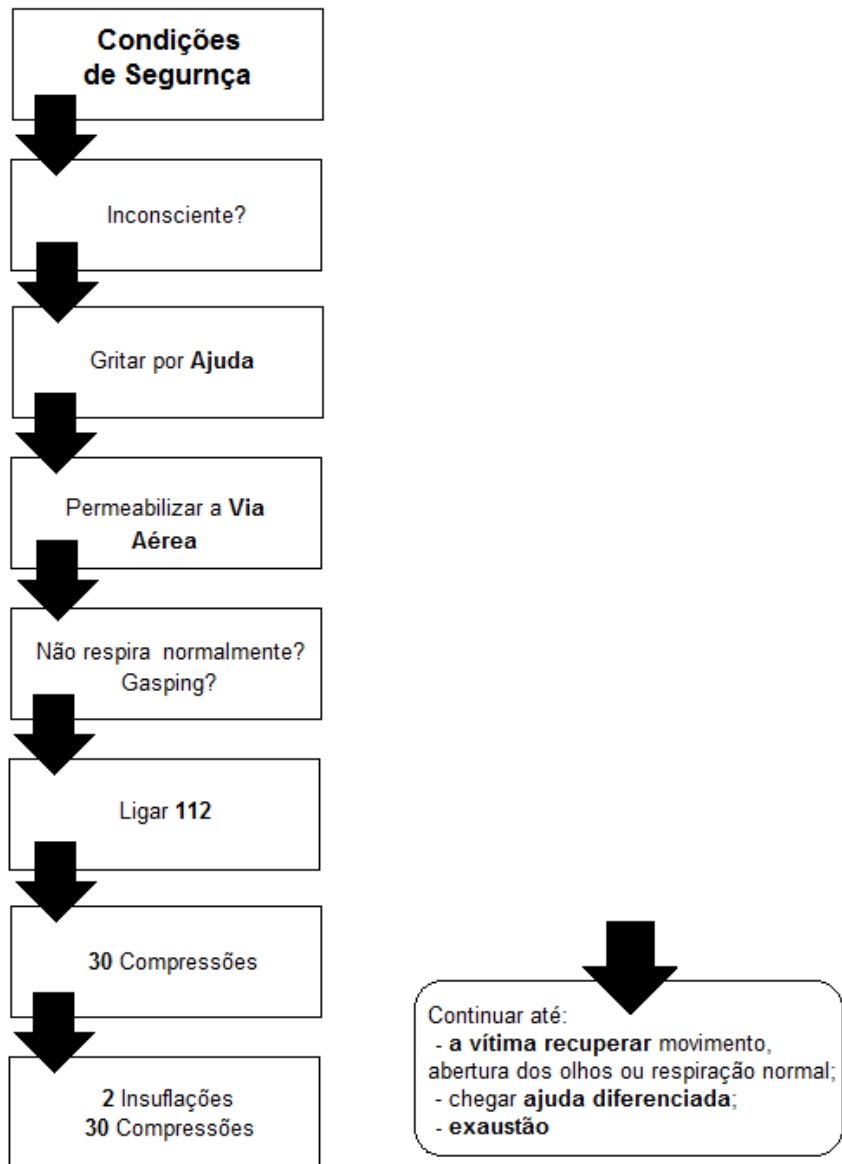 Condições
de Segurnça
Inconsciente?
Gritar por Ajuda
Permeabilizar a Via
Aérea
Não respira normalmente?
Gasping?
Ligar 112
30 Compressões
2 Insuflações
30 Compressões
Continuar até:
- a vítima recuperar movimento,
abertura dos olhos ou respiração normal;
- chegar ajuda diferenciada;
- exaustão